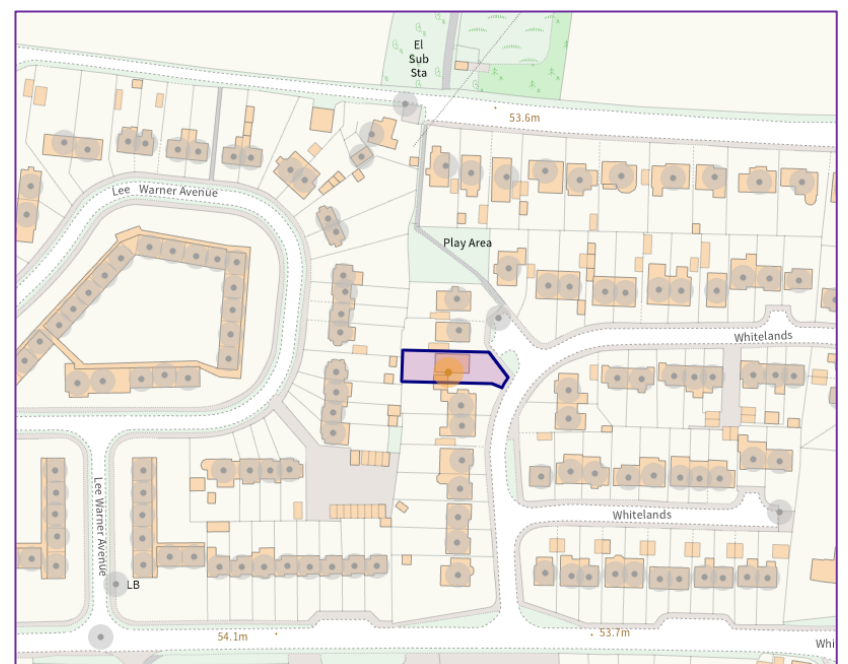 El
Sub
Sta
53.6m
Lee Warner Avenue
Play Area
Whitelands
Lee Warner Avenue
Whitelands
LB
54.1m
53.7m
Whi